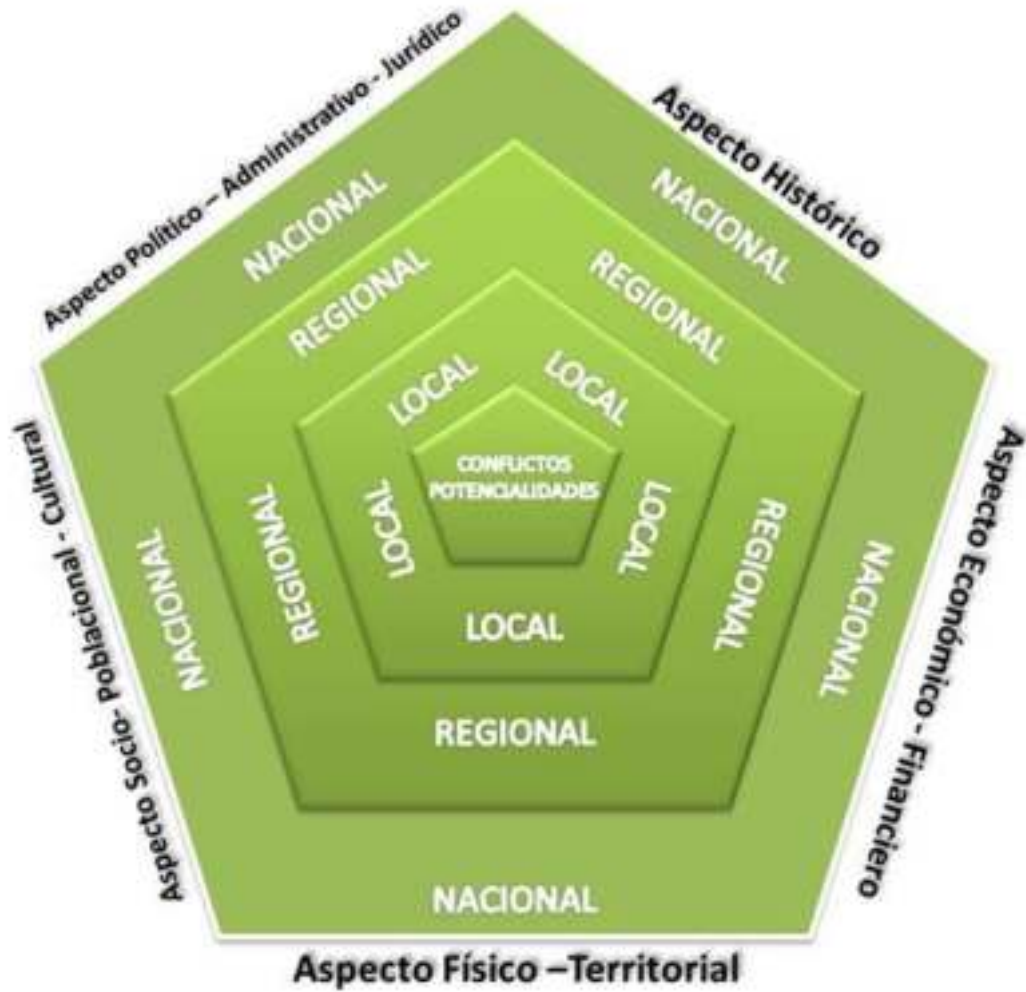 Aspecto Político – Administrativo - Jurídico
Aspecto Histórico
NACIONAL
NACIONAL
REGIONAL
REGIONAL
LOCAL
LOCAL
CONFLICTOS
POTENCIALIDADES
Aspecto Socio- Poblacional - Cultural
NACIONAL
REGIONAL
LOCAL
LOCAL
REGIONAL
NACIONAL
Aspecto Económico - Financiero
LOCAL
REGIONAL
NACIONAL
Aspecto Físico –Territorial